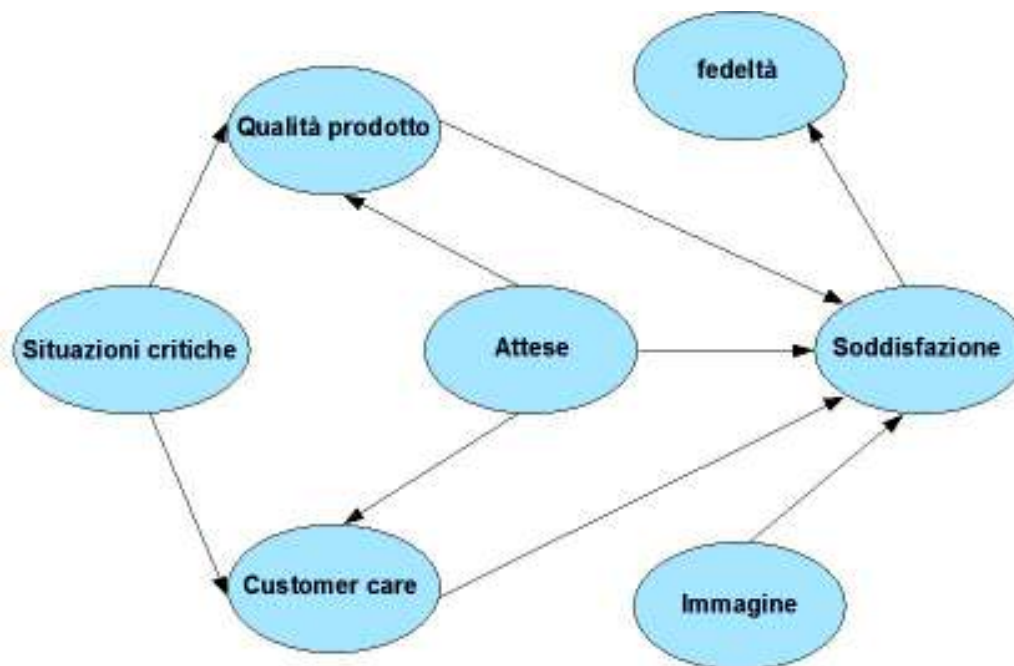 fedeltà
Qualità prodotto
Situazioni critiche
Attese
Soddisfazione
Customer care
Immagine